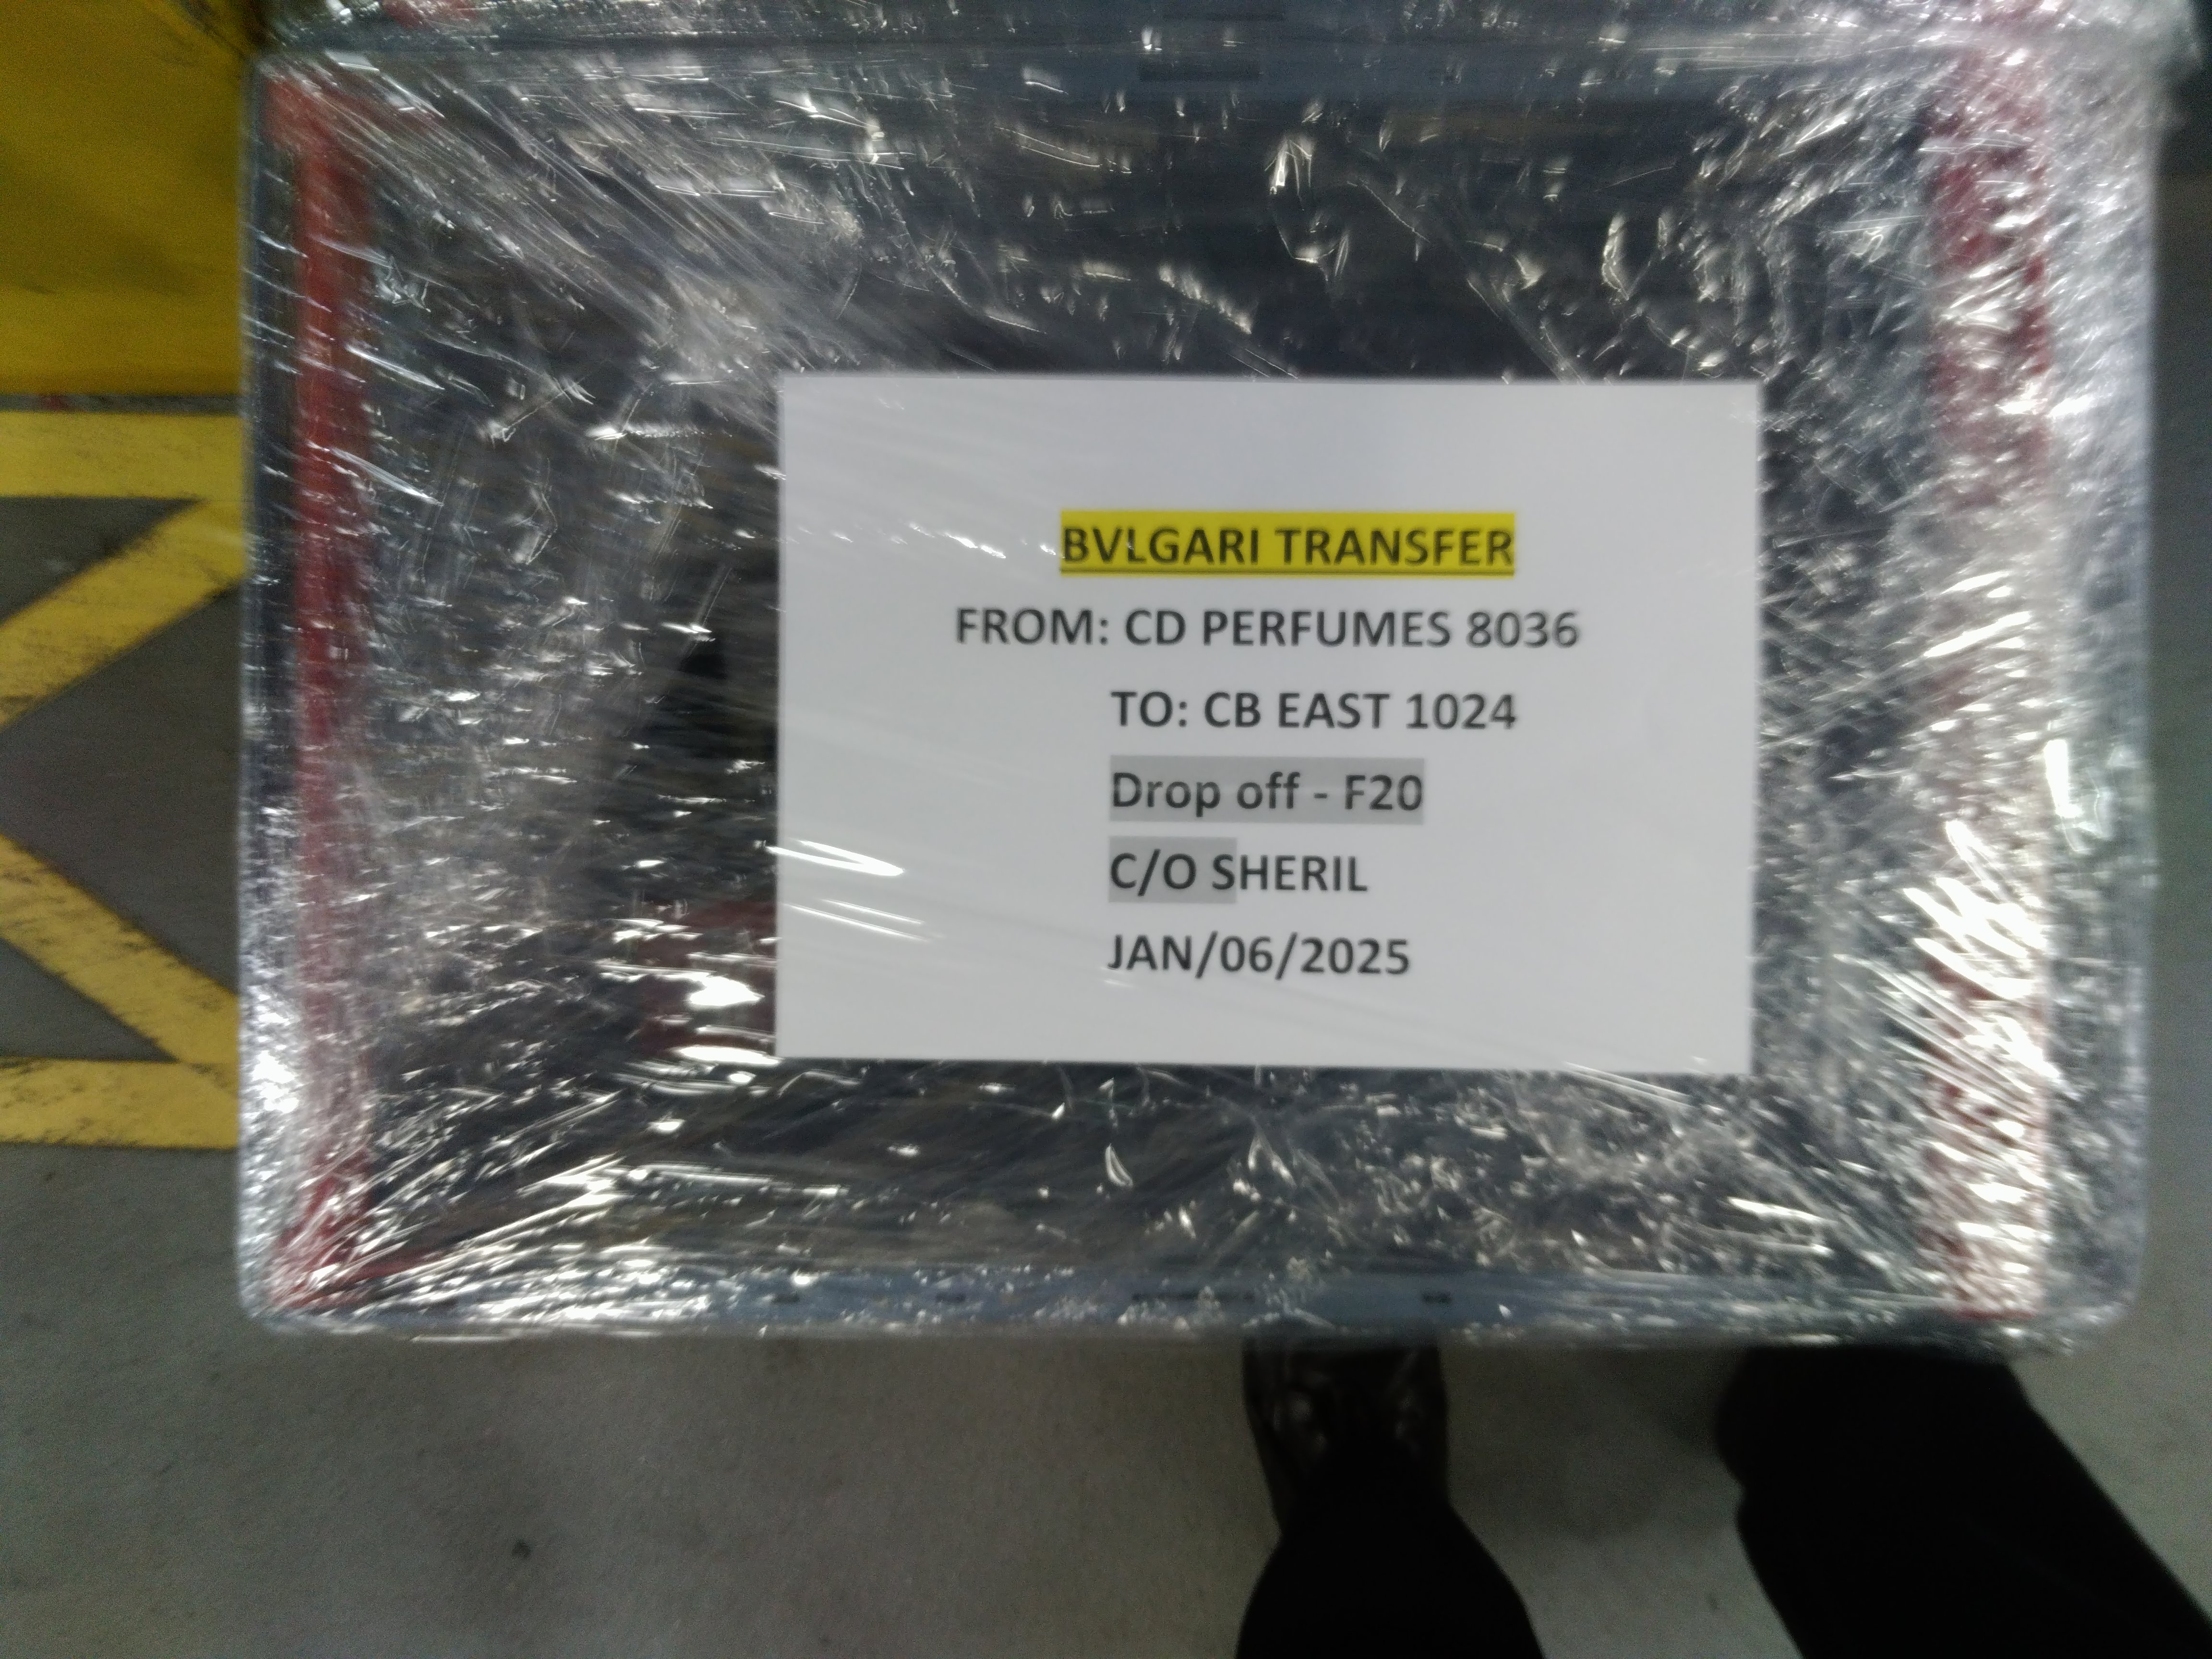 BVLGARI TRANSFER
FROM: CD PERFUMES 8036
TO: CB EAST 1024
Drop off - F20
C/O SHERIL
JAN/06/2025